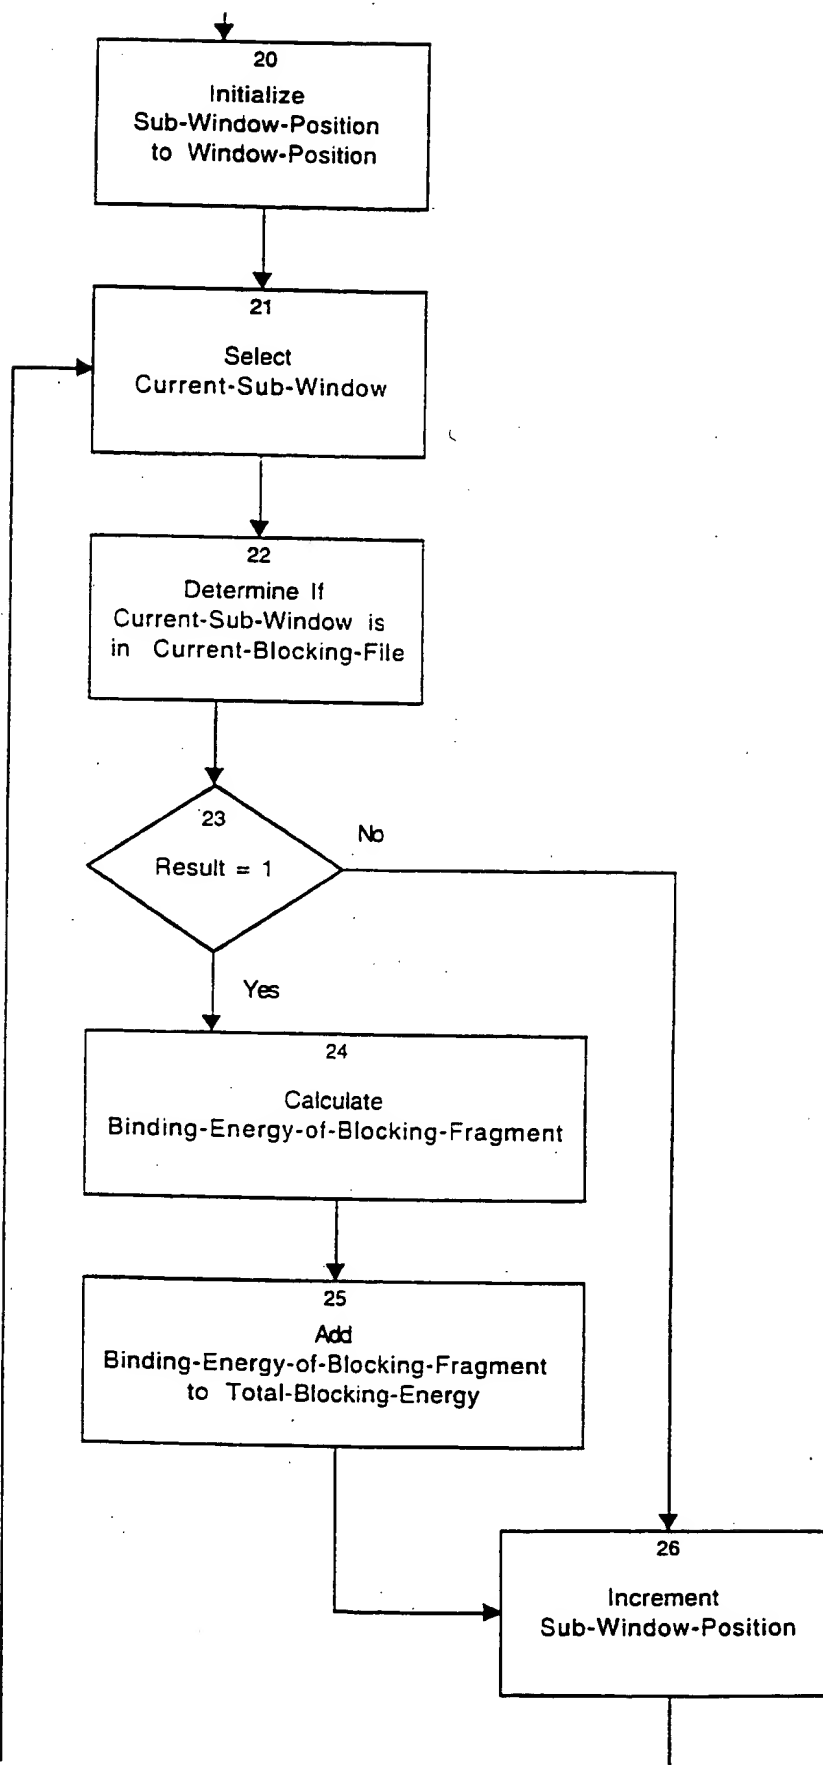 20
Initialize
Sub-Window-Position
to Window-Position
21
Select
Current-Sub-Window
22
Determine If
Current-Sub-Window is
in Current-Blocking-File
23
Result = 1
No
Yes
24
Calculate
Binding-Energy-of-Blocking-Fragment
25
Add
Binding-Energy-of-Blocking-Fragment
to Total-Blocking-Energy
26
Increment
Sub-Window-Position